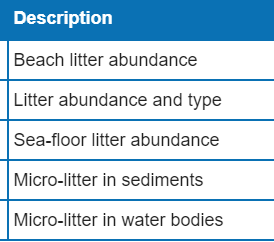 Description
Beach litter abundance
Litter abundance and type
Sea-floor litter abundance
Micro-litter in sediments
Micro-litter in water bodies